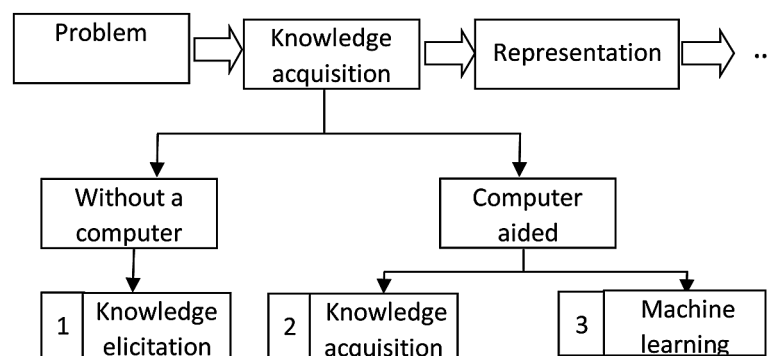 Problem
Knowledge
acquisition
Representation
..
Without a
computer
Computer
aided
1
Knowledge
elicitation
2
Knowledge
acquisition
3
Machine
learning